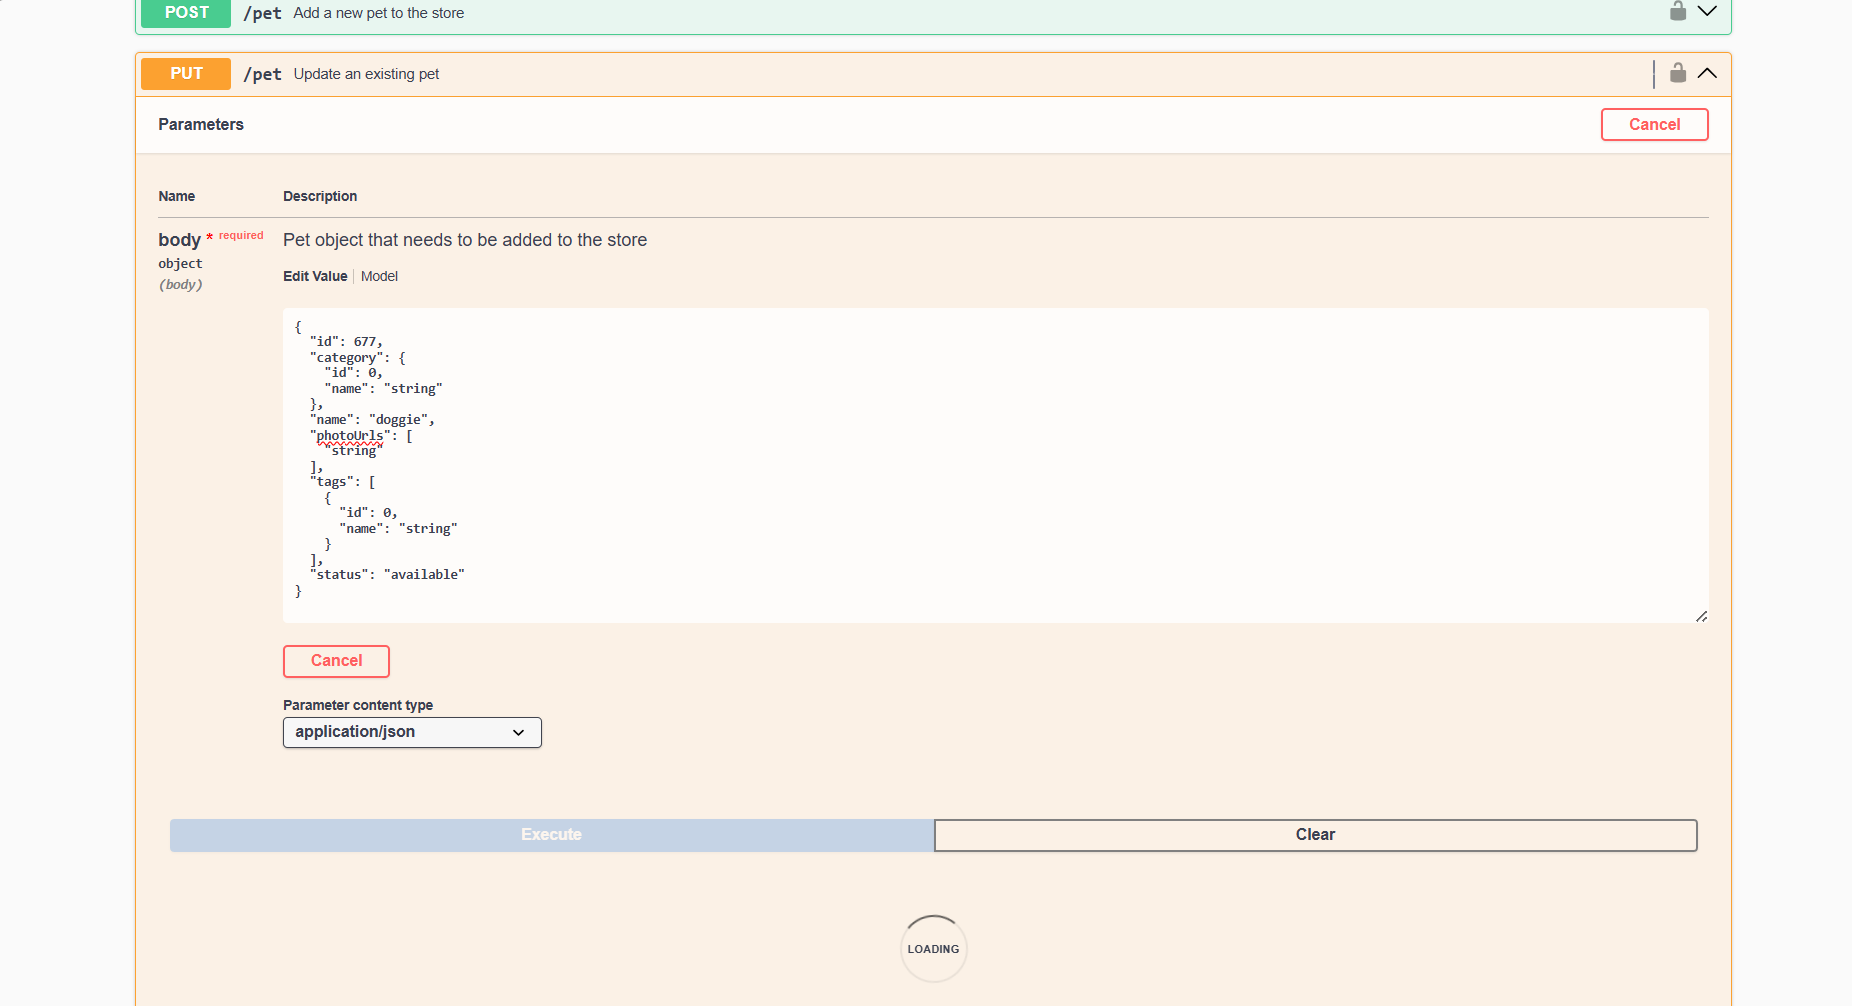 POST /pet Add a new pet to the store
PUT /pet Update an existing pet
Parameters Cancel
Name Description
body * required Pet object that needs to be added to the store
object
(body)
Edit Value Model
{
  "id": 677,
  "category": {
    "id": 0,
    "name": "string"
  },
  "name": "doggie",
  "photoUrls": [
    "string"
  ],
  "tags": [
    {
      "id": 0,
      "name": "string"
    }
  ],
  "status": "available"
}
Cancel
Parameter content type
application/json
Execute Clear
LOADING